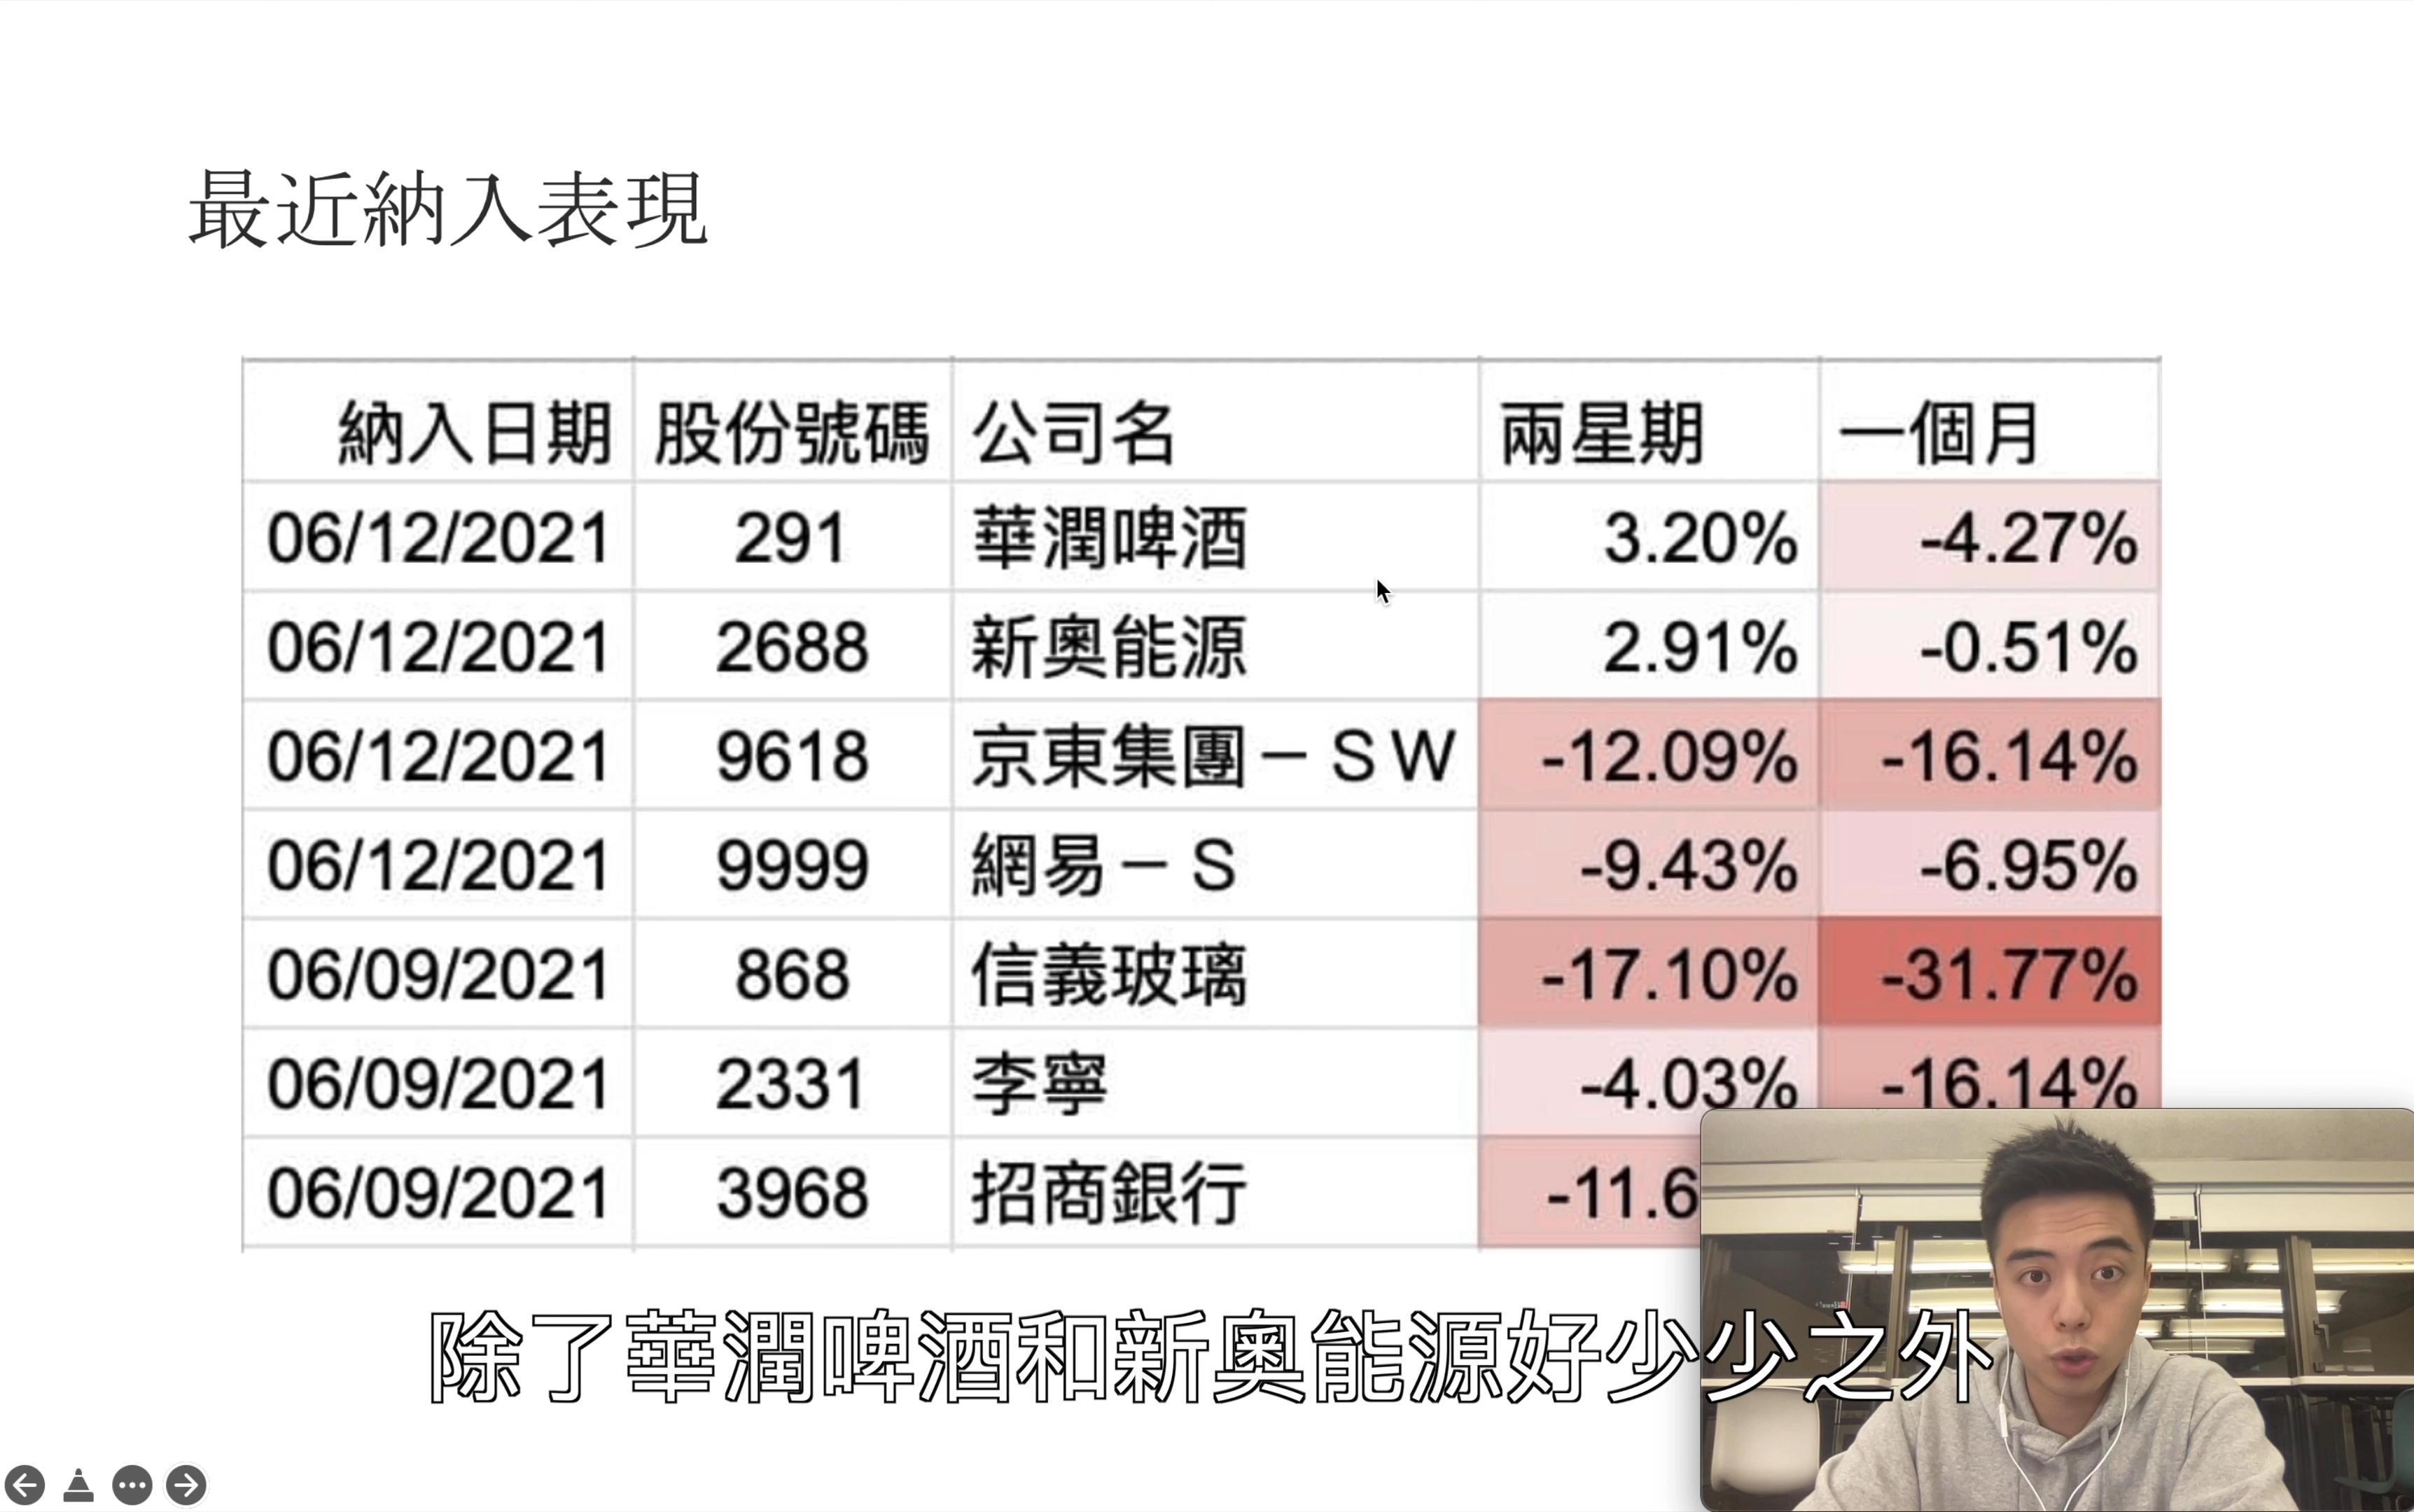 最近納入表現
納入日期 股份號碼 公司名 兩星期 一個月
06/12/2021 291 華潤啤酒 3.20% -4.27%
06/12/2021 2688 新奧能源 2.91% -0.51%
06/12/2021 9618 京東集團－ＳＷ -12.09% -16.14%
06/12/2021 9999 網易－Ｓ -9.43% -6.95%
06/09/2021 868 信義玻璃 -17.10% -31.77%
06/09/2021 2331 李寧 -4.03% -16.14%
06/09/2021 3968 招商銀行 -11.6
除了華潤啤酒和新奧能源好少少之外